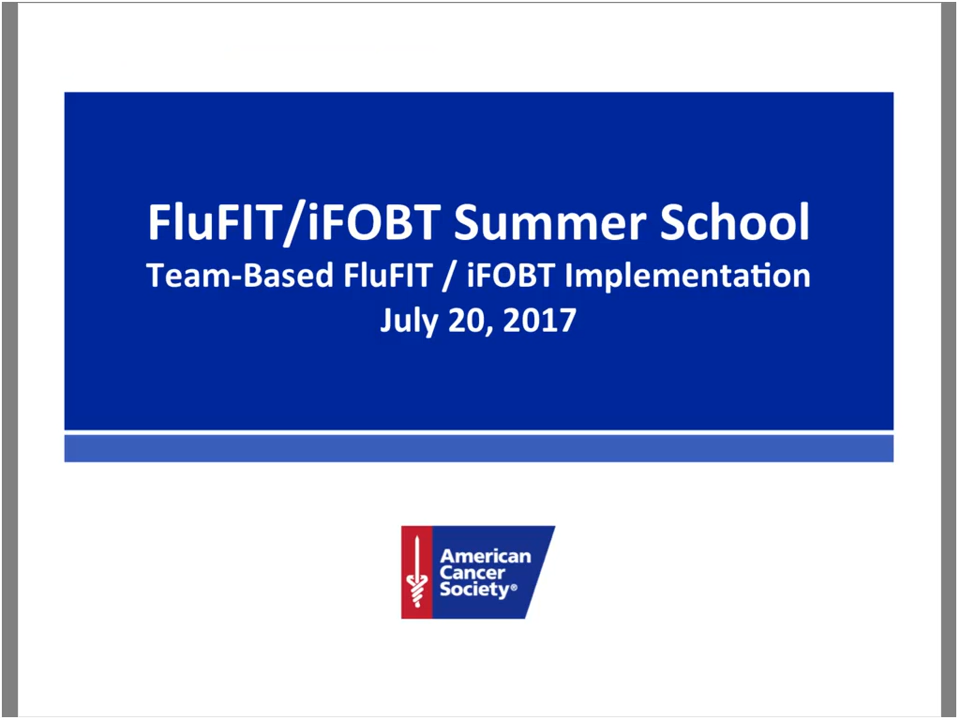 FluFIT/iFOBT Summer School
Team-Based FluFIT / iFOBT Implementation
July 20, 2017
American
Cancer
Society®